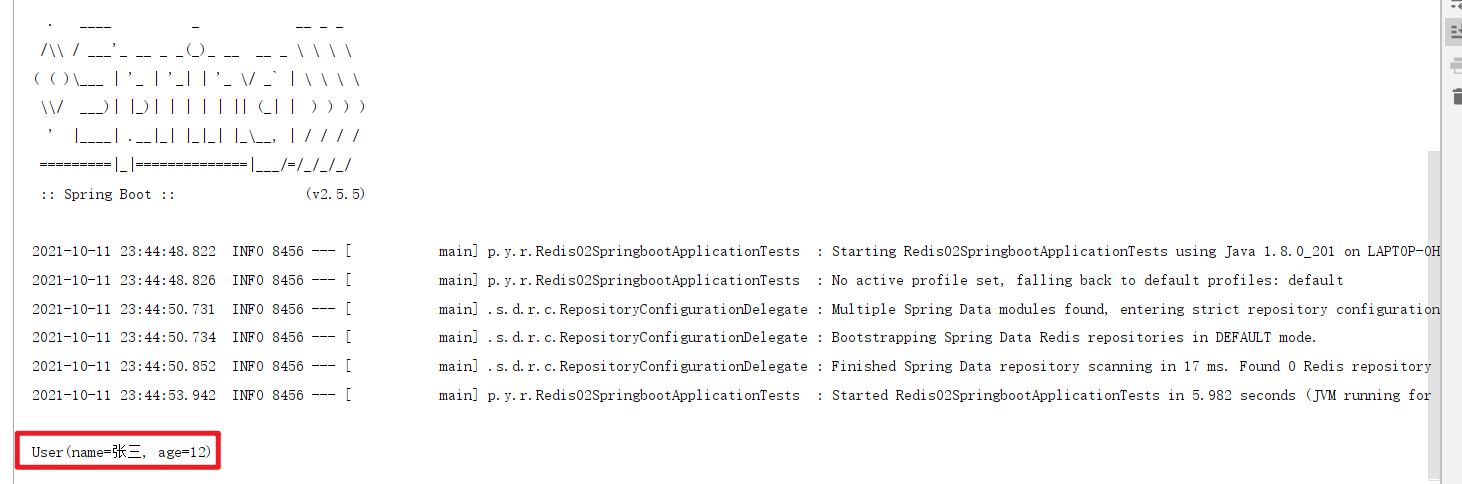 .   ____          _            __ _ _
 /\\ / ___'_ __ _ _(_)_ __  __ _ \ \ \ \
( ( )\___ | '_ | '_| | '_ \/ _` | \ \ \ \
 \\/  ___)| |_)| | | | | || (_| |  ) ) ) )
  '  |____| .__|_| |_|_| |_\__, | / / / /
 =========|_|==============|___/=/_/_/_/
 :: Spring Boot ::                (v2.5.5)
2021-10-11 23:44:48.822  INFO 8456 --- [           main] p.y.r.Redis02SpringbootApplicationTests  : Starting Redis02SpringbootApplicationTests using Java 1.8.0_201 on LAPTOP-0H
2021-10-11 23:44:48.826  INFO 8456 --- [           main] p.y.r.Redis02SpringbootApplicationTests  : No active profile set, falling back to default profiles: default
2021-10-11 23:44:50.731  INFO 8456 --- [           main] .s.d.r.c.RepositoryConfigurationDelegate : Multiple Spring Data modules found, entering strict repository configuration
2021-10-11 23:44:50.734  INFO 8456 --- [           main] .s.d.r.c.RepositoryConfigurationDelegate : Bootstrapping Spring Data Redis repositories in DEFAULT mode.
2021-10-11 23:44:50.852  INFO 8456 --- [           main] .s.d.r.c.RepositoryConfigurationDelegate : Finished Spring Data repository scanning in 17 ms. Found 0 Redis repository
2021-10-11 23:44:53.942  INFO 8456 --- [           main] p.y.r.Redis02SpringbootApplicationTests  : Started Redis02SpringbootApplicationTests in 5.982 seconds (JVM running for
User(name=张三, age=12)